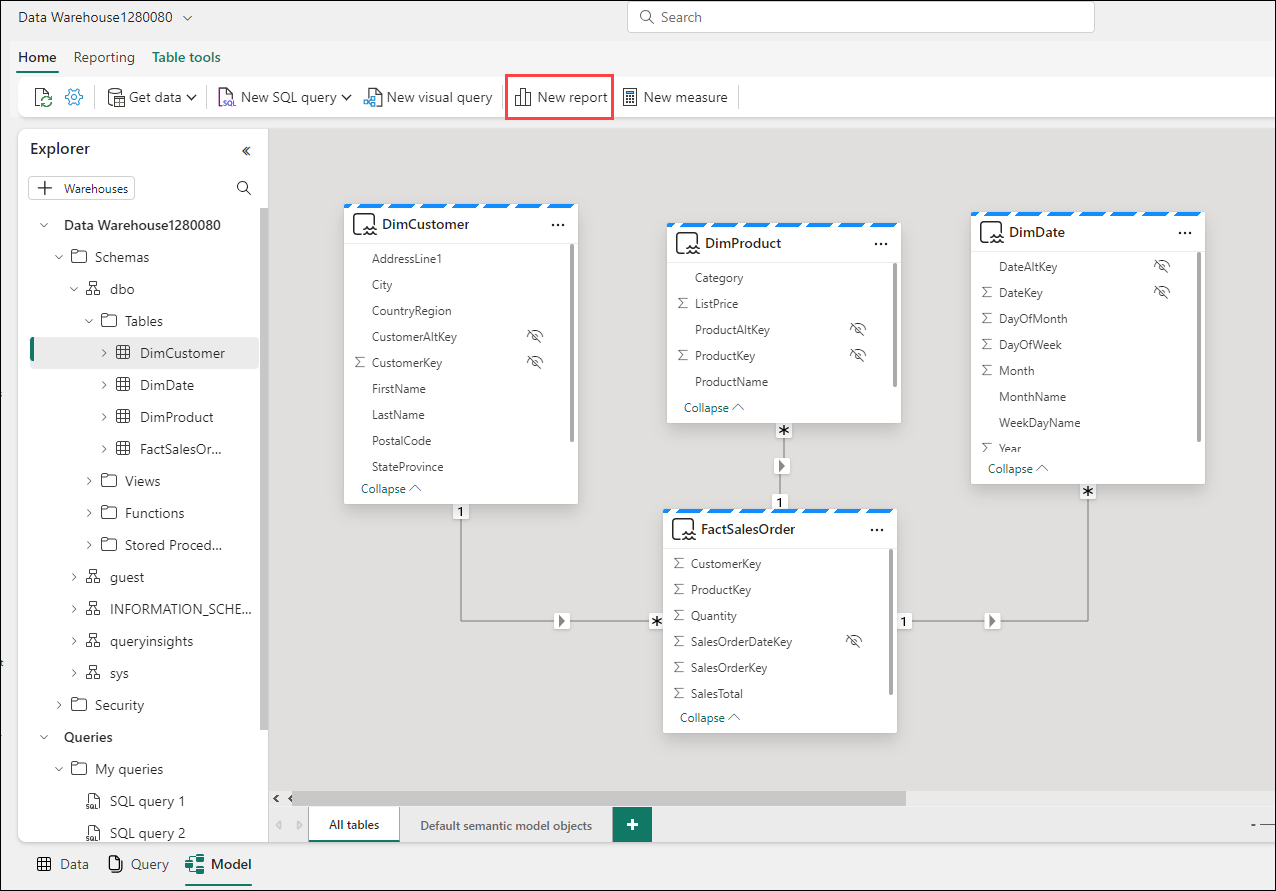 Data Warehouse1280080
Search
Home Reporting Table tools
Get data New SQL query New visual query New report New measure
Explorer
Warehouses
Data Warehouse1280080
Schemas
dbo
Tables
DimCustomer
DimDate
DimProduct
FactSalesOr...
Views
Functions
Stored Proced...
guest
INFORMATION_SCHE...
queryinsights
sys
Security
Queries
My queries
SQL query 1
SQL query 2
DimCustomer
AddressLine1
City
CountryRegion
CustomerAltKey
Σ CustomerKey
FirstName
LastName
PostalCode
StateProvince
Collapse
1
DimProduct
Category
Σ ListPrice
ProductAltKey
Σ ProductKey
ProductName
Collapse
*
1
DimDate
DateAltKey
Σ DateKey
Σ DayOfMonth
Σ DayOfWeek
Σ Month
MonthName
WeekDayName
Σ Year
Collapse
*
FactSalesOrder
Σ CustomerKey
Σ ProductKey
Σ Quantity
Σ SalesOrderDateKey
Σ SalesOrderKey
Σ SalesTotal
Collapse
*
1
All tables Default semantic model objects +
Data Query Model